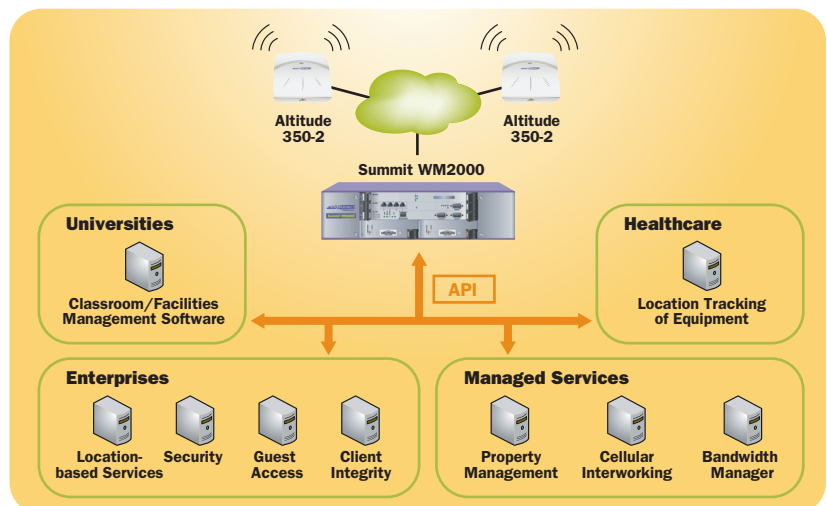 Altitude
350-2
Altitude
350-2
Summit WM2000
Universities
Classroom/Facilities
Management Software
Healthcare
Location Tracking
of Equipment
API
Enterprises
Location-
based Services
Security
Guest
Access
Client
Integrity
Managed Services
Property
Management
Cellular
Interworking
Bandwidth
Manager